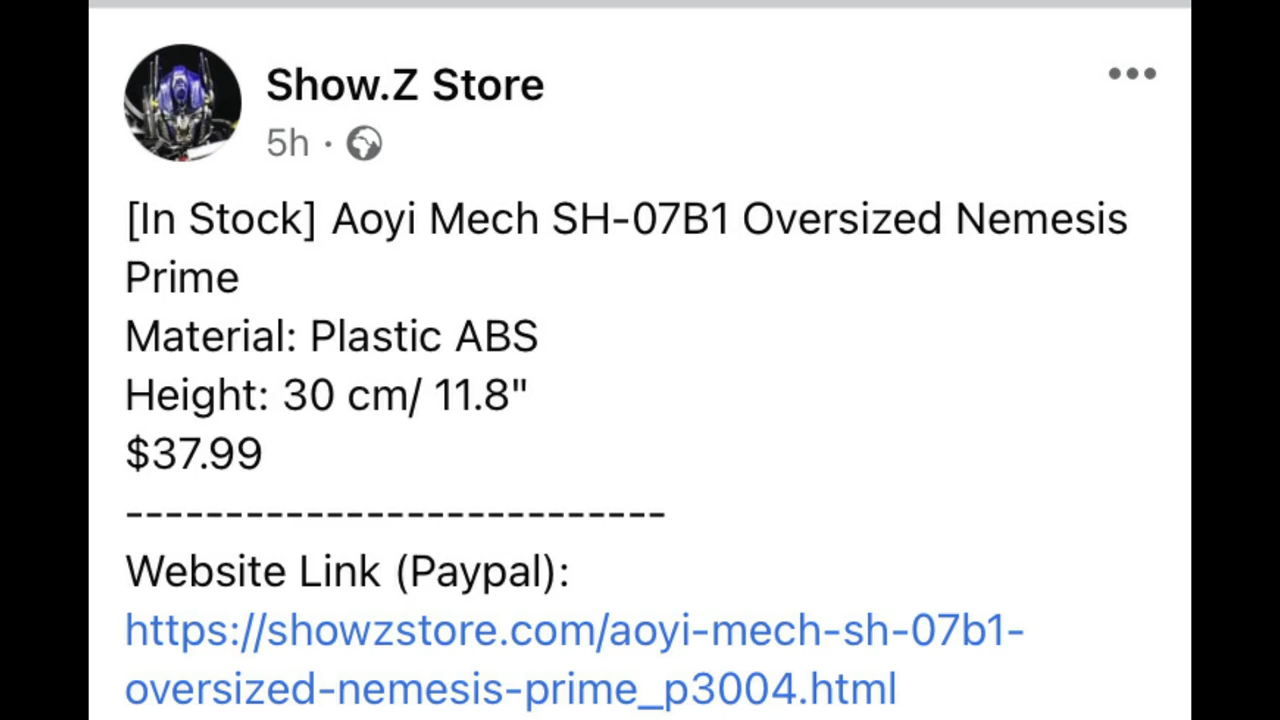 Show.Z Store
5h ·
[In Stock] Aoyi Mech SH-07B1 Oversized Nemesis
Prime
Material: Plastic ABS
Height: 30 cm/ 11.8"
$37.99
---------------------------
Website Link (Paypal):
https://showzstore.com/aoyi-mech-sh-07b1-
oversized-nemesis-prime_p3004.html